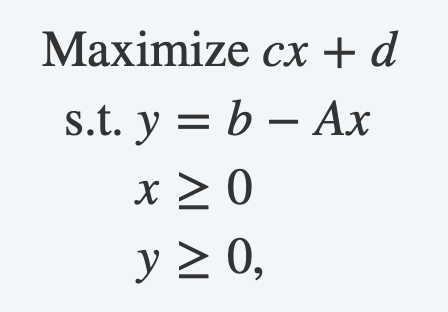 Maximize cx + d
s.t. y = b − Ax
x ≥ 0
y ≥ 0,